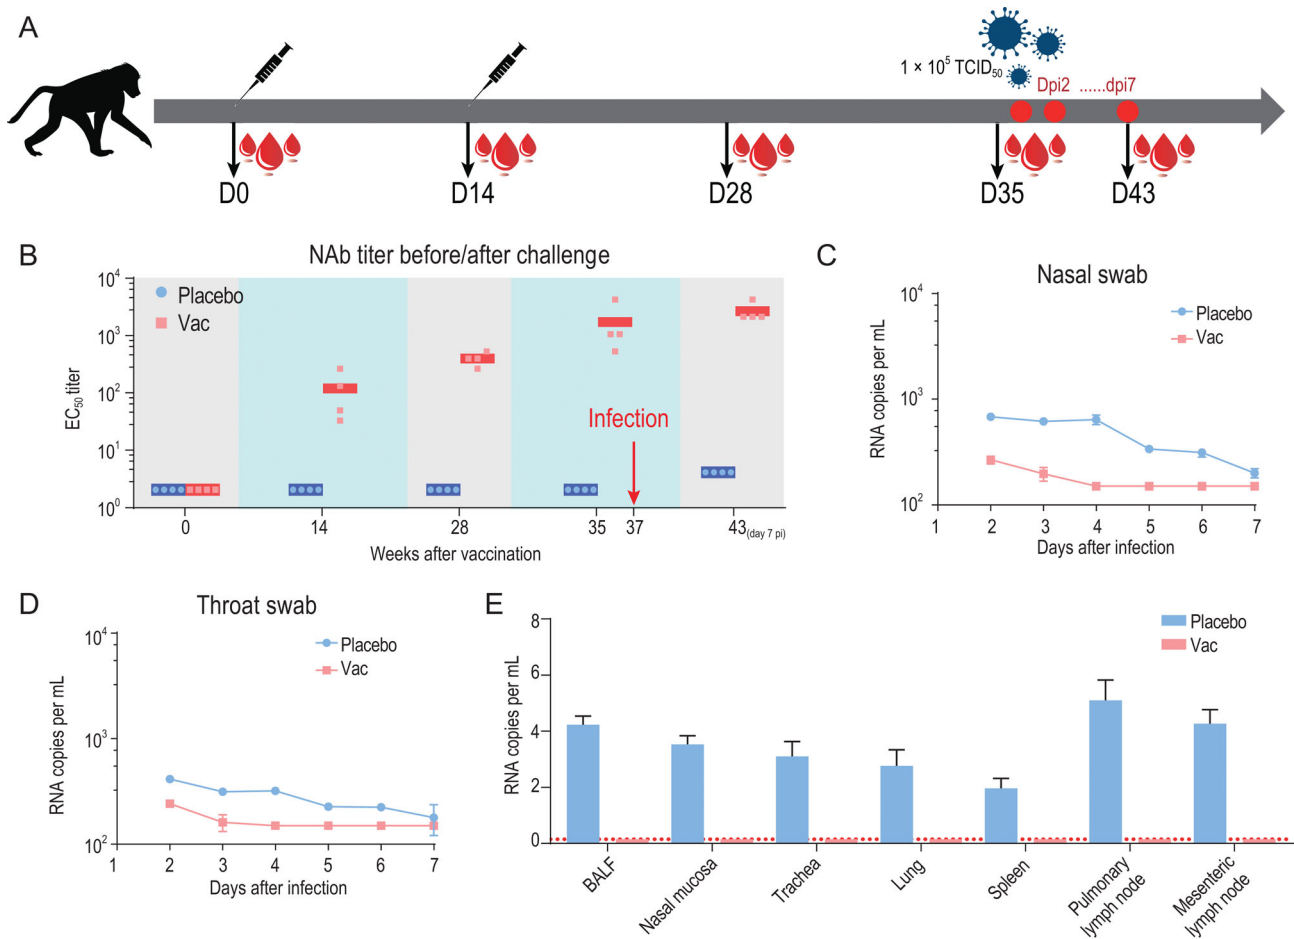 A
1 × 10⁵ TCID₅₀
Dpi2 ......dpi7
D0
D14
D28
D35
D43
B
NAb titer before/after challenge
EC₅₀ titer
10⁴
10³
10²
10¹
10⁰
Placebo
Vac
Infection
0
14
28
35
37
43(day 7 pi)
Weeks after vaccination
C
Nasal swab
RNA copies per mL
10⁴
10³
10²
Placebo
Vac
1
2
3
4
5
6
7
Days after infection
D
Throat swab
RNA copies per mL
10⁴
10³
10²
Placebo
Vac
1
2
3
4
5
6
7
Days after infection
E
RNA copies per mL
8
6
4
2
0
Placebo
Vac
BALF
Nasal mucosa
Trachea
Lung
Spleen
Pulmonary
lymph node
Mesenteric
lymph node